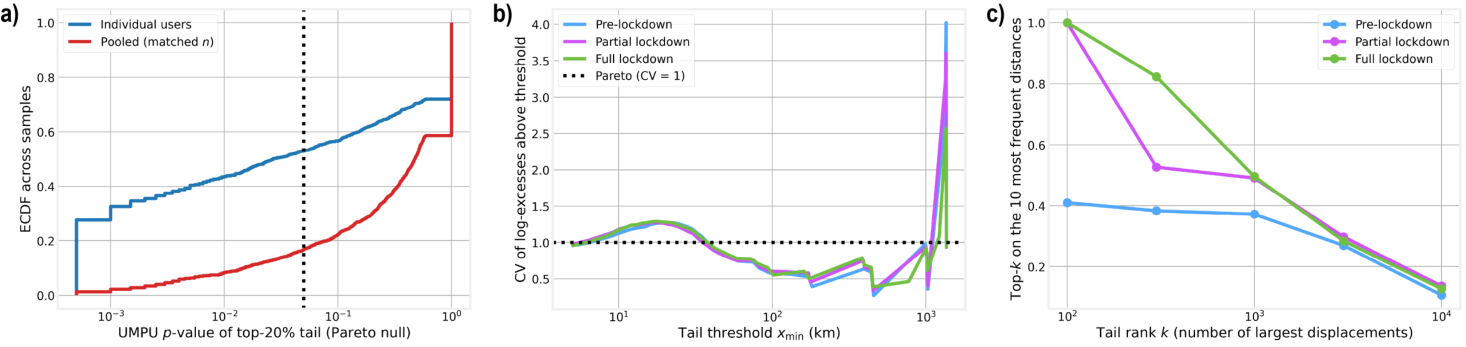 a)
Individual users
Pooled (matched n)
ECDF across samples
1.0
0.8
0.6
0.4
0.2
0.0
10⁻³
10⁻²
10⁻¹
10⁰
UMPU p-value of top-20% tail (Pareto null)
b)
Pre-lockdown
Partial lockdown
Full lockdown
Pareto (CV = 1)
CV of log-excesses above threshold
4.0
3.5
3.0
2.5
2.0
1.5
1.0
0.5
10¹
10²
10³
Tail threshold xₘᵢₙ (km)
c)
Pre-lockdown
Partial lockdown
Full lockdown
Top-k on the 10 most frequent distances
1.0
0.8
0.6
0.4
0.2
10²
10³
10⁴
Tail rank k (number of largest displacements)